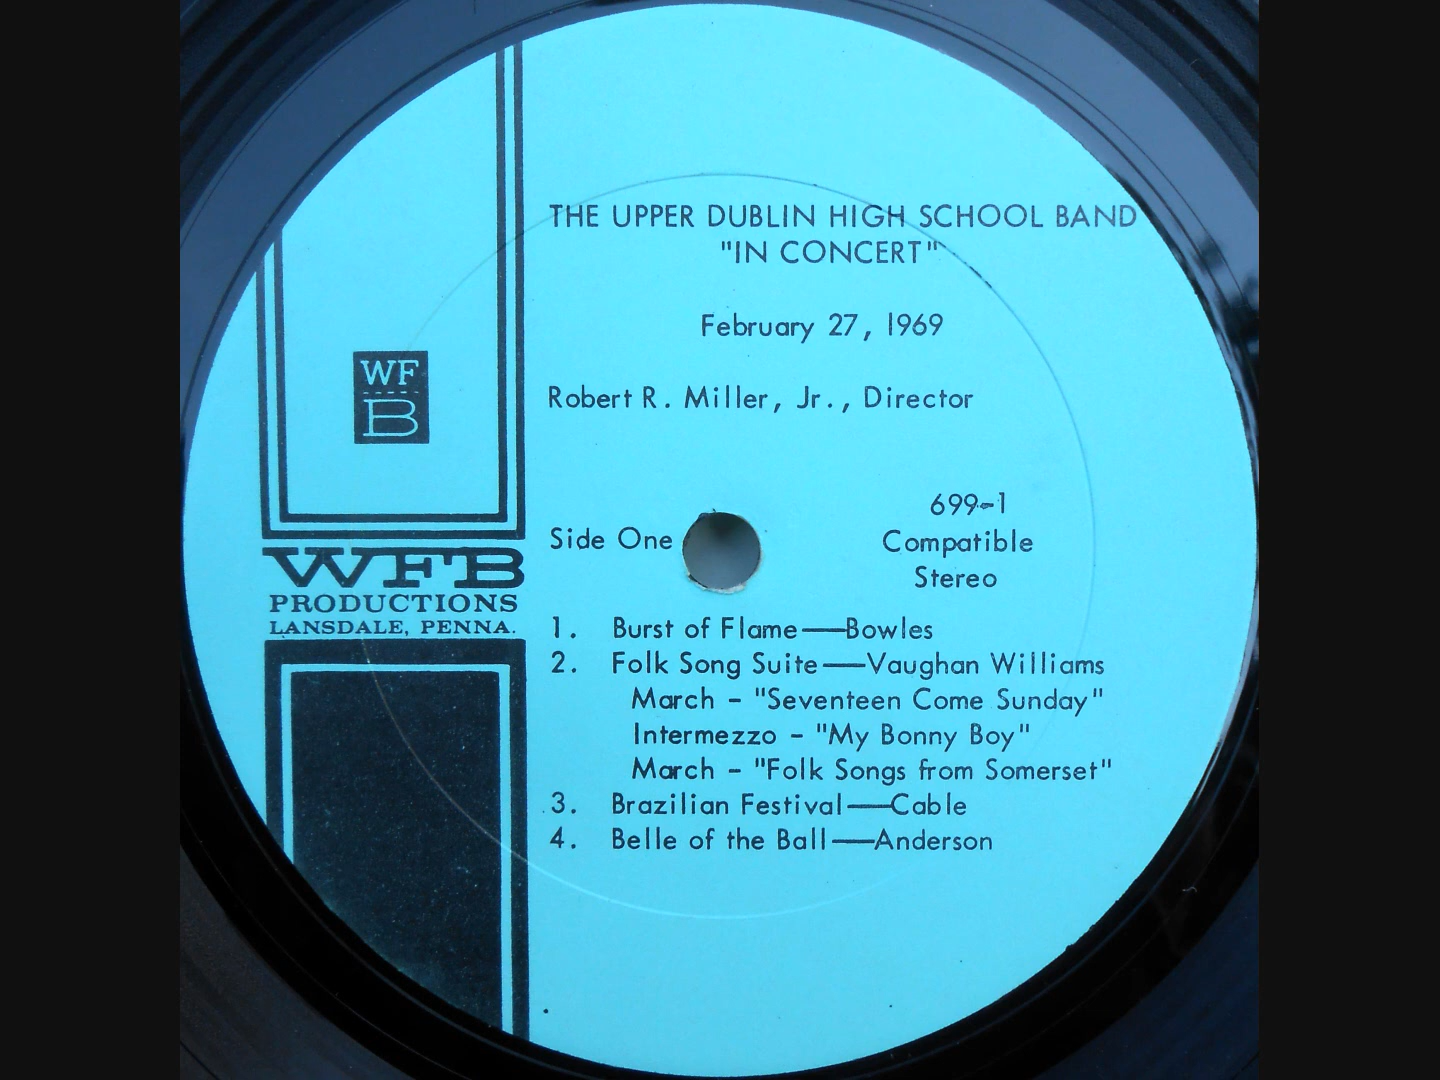 THE UPPER DUBLIN HIGH SCHOOL BAND
"IN CONCERT"
February 27, 1969
Robert R. Miller, Jr., Director
WF
B
699-1
Side One
Compatible
Stereo
WFB
PRODUCTIONS
LANSDALE, PENNA.
1. Burst of Flame—Bowles
2. Folk Song Suite—Vaughan Williams
March - "Seventeen Come Sunday"
Intermezzo - "My Bonny Boy"
March - "Folk Songs from Somerset"
3. Brazilian Festival—Cable
4. Belle of the Ball—Anderson